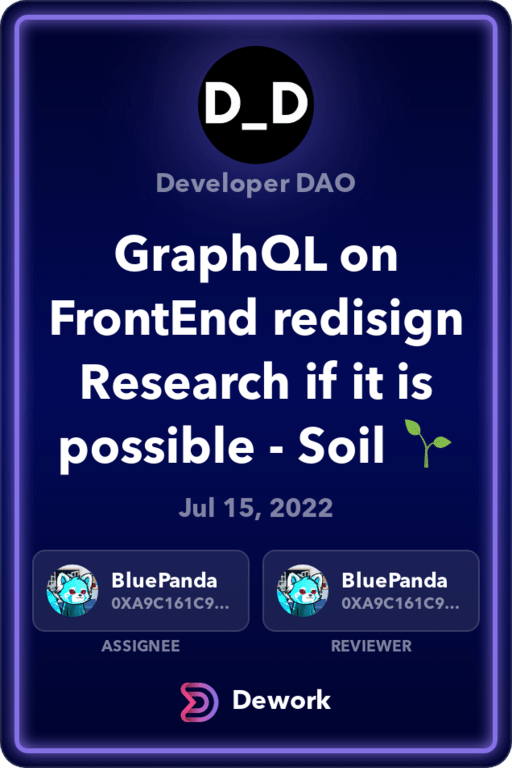 D_D
Developer DAO
GraphQL on
FrontEnd redisign
Research if it is
possible - Soil 🌱
Jul 15, 2022
BluePanda
0XA9C161C9...
BluePanda
0XA9C161C9...
ASSIGNEE
REVIEWER
Dework